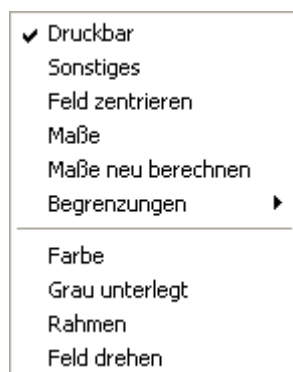 Druckbar
Sonstiges
Feld zentrieren
Maße
Maße neu berechnen
Begrenzungen
Farbe
Grau unterlegt
Rahmen
Feld drehen